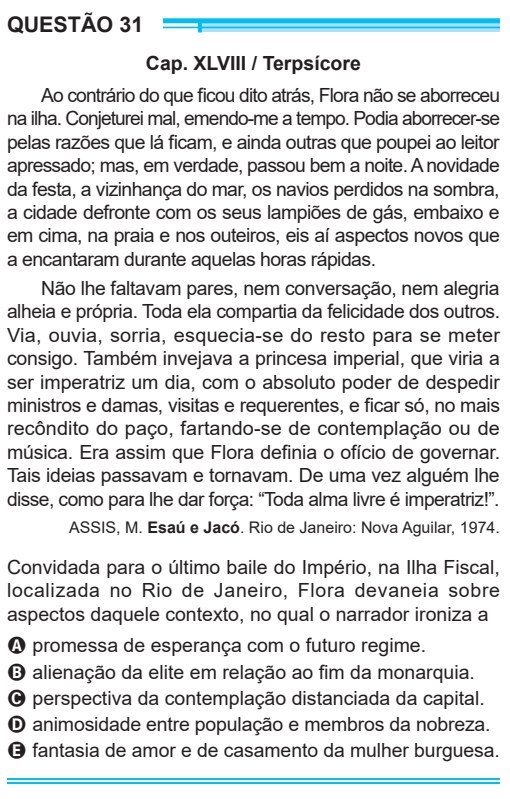 QUESTÃO 31
Cap. XLVIII / Terpsícore
Ao contrário do que ficou dito atrás, Flora não se aborreceu
na ilha. Conjeturei mal, emendo-me a tempo. Podia aborrecer-se
pelas razões que lá ficam, e ainda outras que poupei ao leitor
apressado; mas, em verdade, passou bem a noite. A novidade
da festa, a vizinhança do mar, os navios perdidos na sombra,
a cidade defronte com os seus lampiões de gás, embaixo e
em cima, na praia e nos outeiros, eis aí aspectos novos que
a encantaram durante aquelas horas rápidas.
Não lhe faltavam pares, nem conversação, nem alegria
alheia e própria. Toda ela compartia da felicidade dos outros.
Via, ouvia, sorria, esquecia-se do resto para se meter
consigo. Também invejava a princesa imperial, que viria a
ser imperatriz um dia, com o absoluto poder de despedir
ministros e damas, visitas e requerentes, e ficar só, no mais
recôndito do paço, fartando-se de contemplação ou de
música. Era assim que Flora definia o ofício de governar.
Tais ideias passavam e tornavam. De uma vez alguém lhe
disse, como para lhe dar força: “Toda alma livre é imperatriz!”.
ASSIS, M. Esaú e Jacó. Rio de Janeiro: Nova Aguilar, 1974.
Convidada para o último baile do Império, na Ilha Fiscal,
localizada no Rio de Janeiro, Flora devaneia sobre
aspectos daquele contexto, no qual o narrador ironiza a
A promessa de esperança com o futuro regime.
B alienação da elite em relação ao fim da monarquia.
C perspectiva da contemplação distanciada da capital.
D animosidade entre população e membros da nobreza.
E fantasia de amor e de casamento da mulher burguesa.